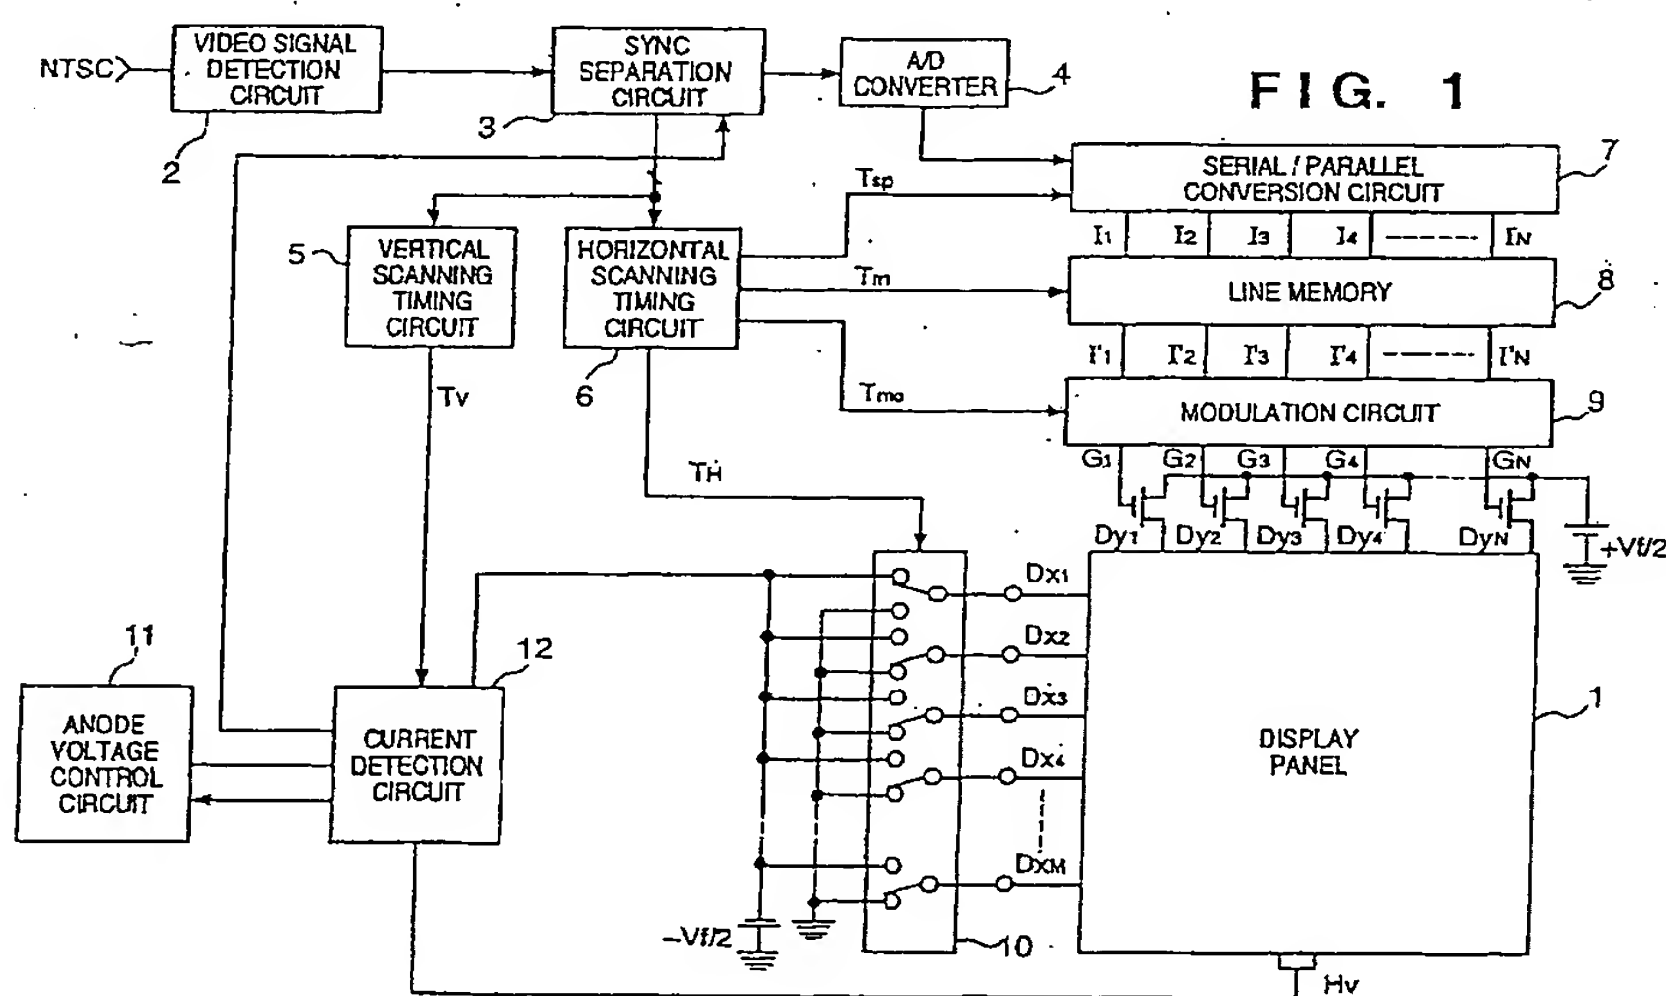 NTSC
VIDEO SIGNAL
DETECTION
CIRCUIT
2
SYNC
SEPARATION
CIRCUIT
3
A/D
CONVERTER
4
FIG. 1
SERIAL / PARALLEL
CONVERSION CIRCUIT
7
Tsp
I1 I2 I3 I4 IN
5
VERTICAL
SCANNING
TIMING
CIRCUIT
HORIZONTAL
SCANNING
TIMING
CIRCUIT
6
Tm
LINE MEMORY
8
I'1 I'2 I'3 I'4 I'N
Tv
Tmo
MODULATION CIRCUIT
9
TH
G1 G2 G3 G4 GN
Dy1 Dy2 Dy3 Dy4 DyN
+Vf/2
Dx1
Dx2
Dx3
Dx4
DxM
11
ANODE
VOLTAGE
CONTROL
CIRCUIT
12
CURRENT
DETECTION
CIRCUIT
DISPLAY
PANEL
1
-Vf/2
10
Hv